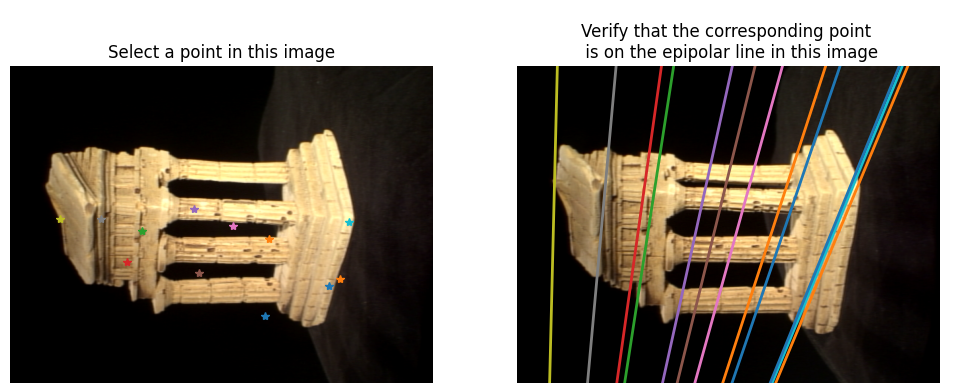 Select a point in this image
Verify that the corresponding point
is on the epipolar line in this image